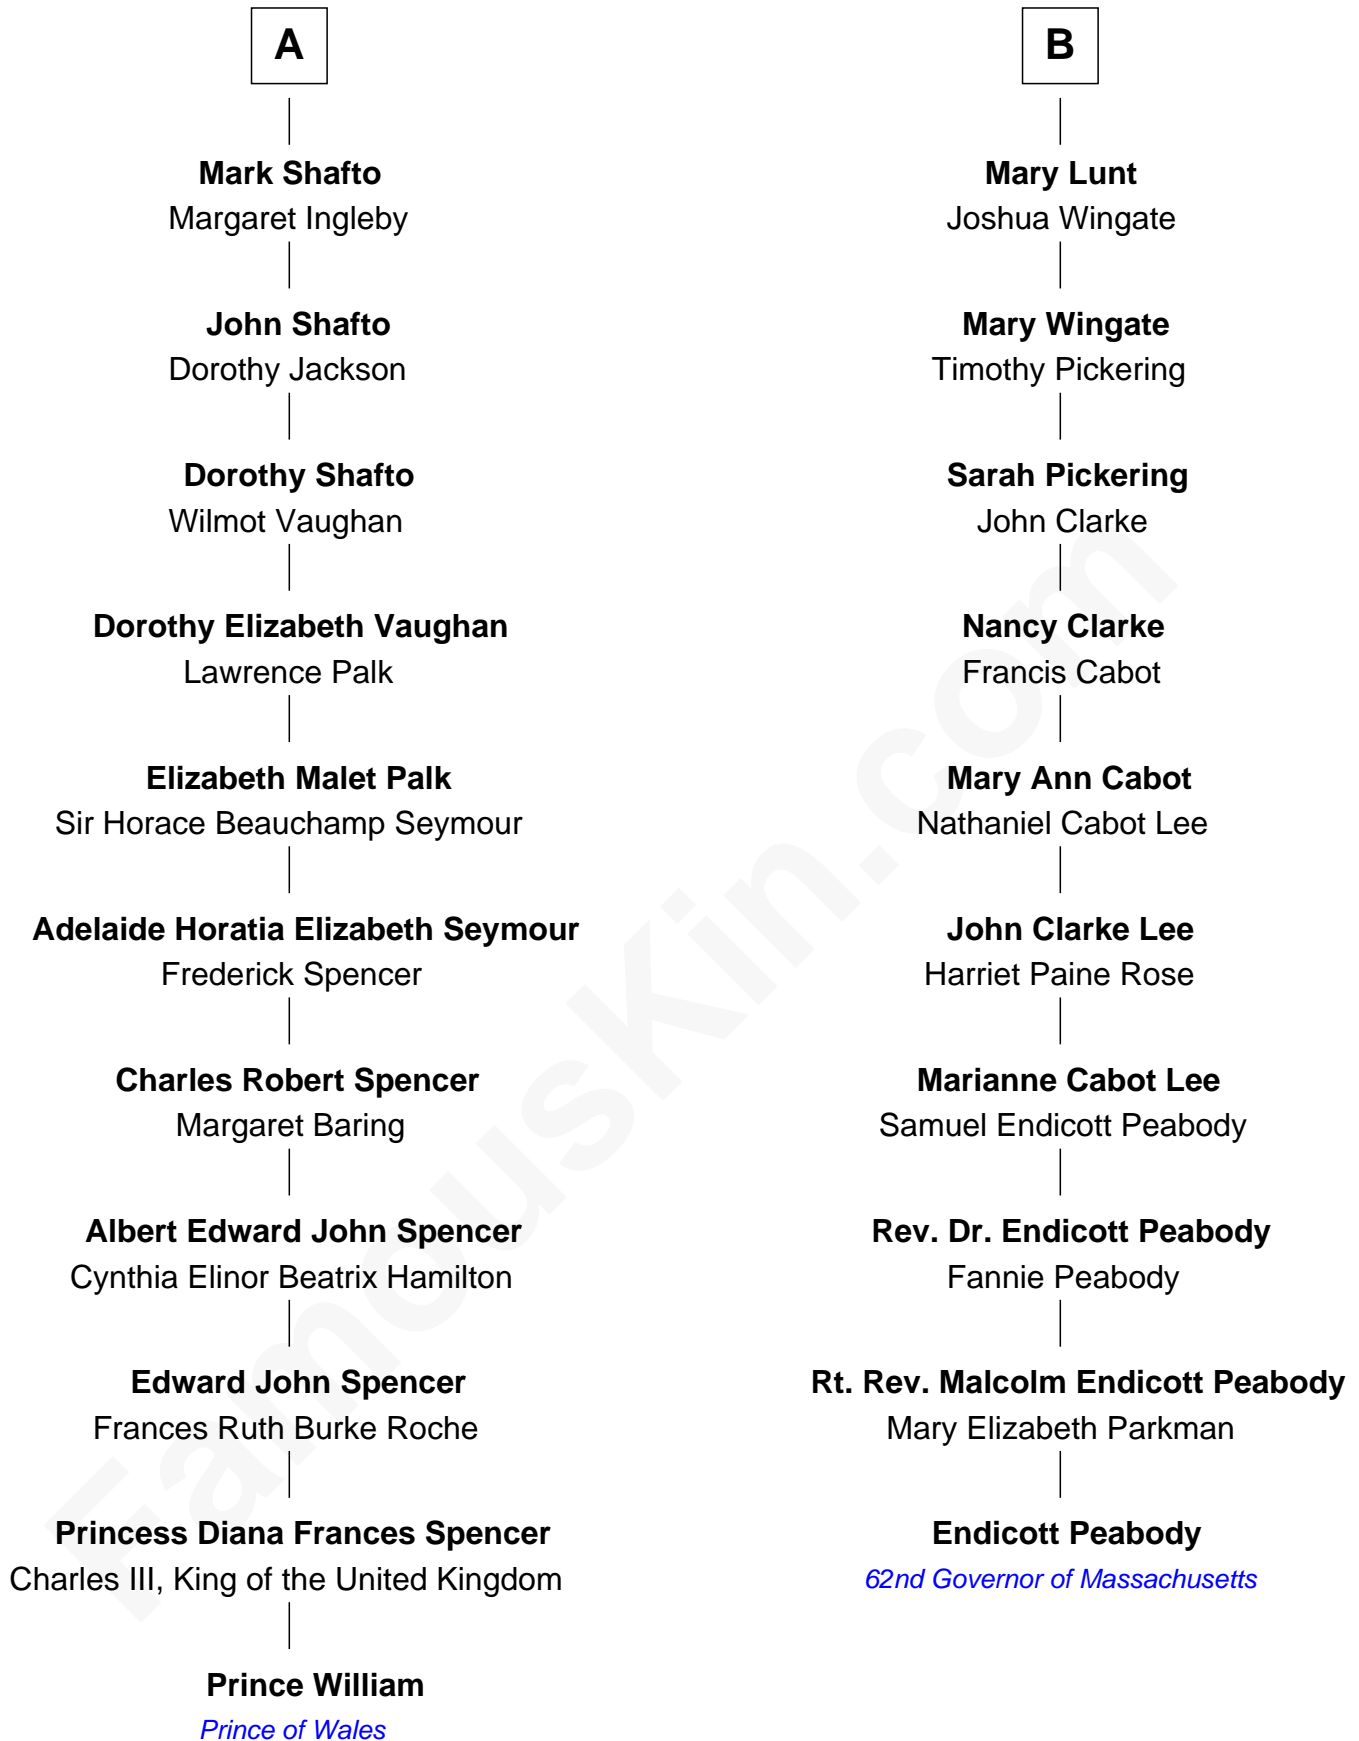 A
Mark Shafto
Margaret Ingleby
John Shafto
Dorothy Jackson
Dorothy Shafto
Wilmot Vaughan
Dorothy Elizabeth Vaughan
Lawrence Palk
Elizabeth Malet Palk
Sir Horace Beauchamp Seymour
Adelaide Horatia Elizabeth Seymour
Frederick Spencer
Charles Robert Spencer
Margaret Baring
Albert Edward John Spencer
Cynthia Elinor Beatrix Hamilton
Edward John Spencer
Frances Ruth Burke Roche
Princess Diana Frances Spencer
Charles III, King of the United Kingdom
Prince William
Prince of Wales
B
Mary Lunt
Joshua Wingate
Mary Wingate
Timothy Pickering
Sarah Pickering
John Clarke
Nancy Clarke
Francis Cabot
Mary Ann Cabot
Nathaniel Cabot Lee
John Clarke Lee
Harriet Paine Rose
Marianne Cabot Lee
Samuel Endicott Peabody
Rev. Dr. Endicott Peabody
Fannie Peabody
Rt. Rev. Malcolm Endicott Peabody
Mary Elizabeth Parkman
Endicott Peabody
62nd Governor of Massachusetts
FamousKin.com